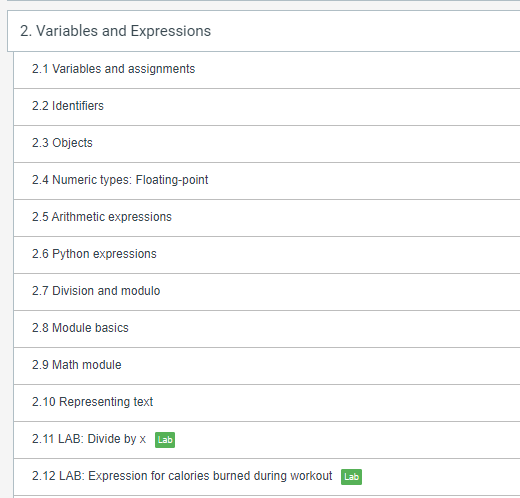 2. Variables and Expressions
2.1 Variables and assignments
2.2 Identifiers
2.3 Objects
2.4 Numeric types: Floating-point
2.5 Arithmetic expressions
2.6 Python expressions
2.7 Division and modulo
2.8 Module basics
2.9 Math module
2.10 Representing text
2.11 LAB: Divide by x Lab
2.12 LAB: Expression for calories burned during workout Lab